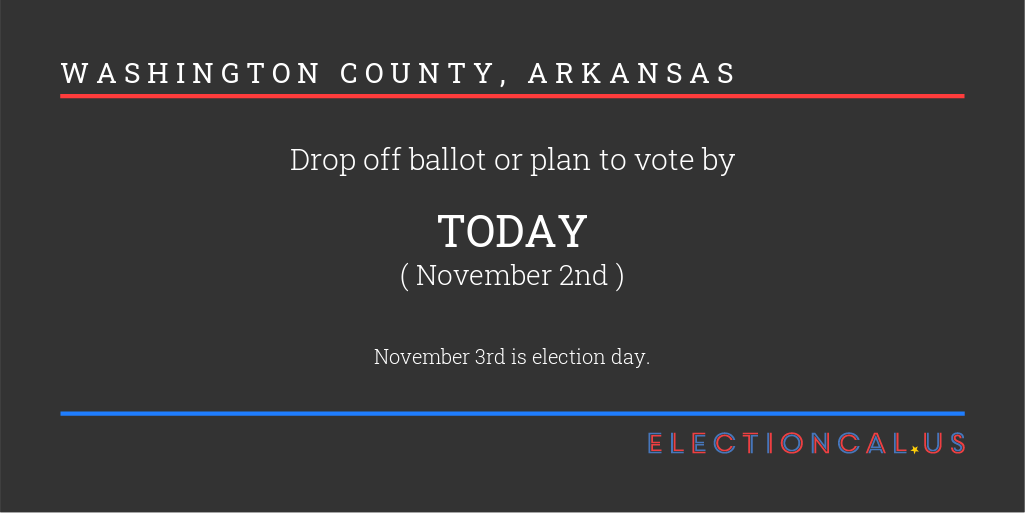 WASHINGTON COUNTY, ARKANSAS
Drop off ballot or plan to vote by
TODAY
( November 2nd )
November 3rd is election day.
ELECTIONCAL.US